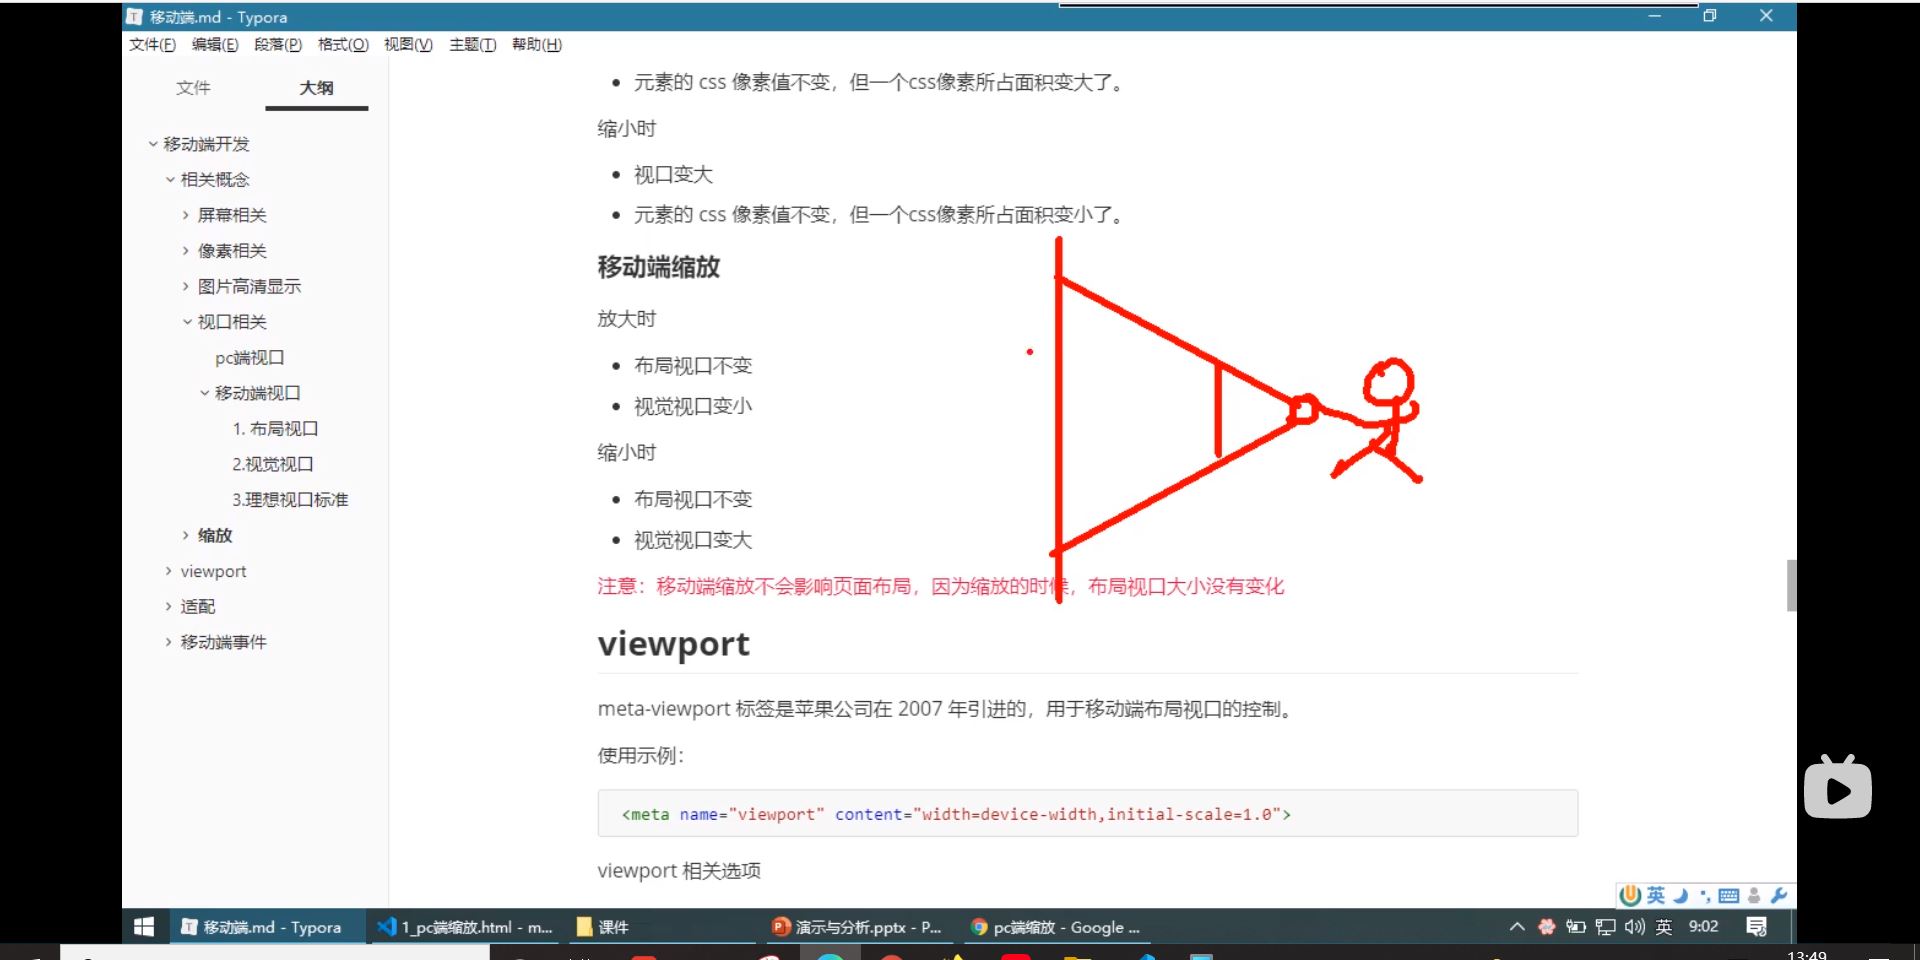 移动端.md - Typora
文件(F) 编辑(E) 段落(P) 格式(O) 视图(V) 主题(T) 帮助(H)
文件 大纲
移动端开发
相关概念
屏幕相关
像素相关
图片高清显示
视口相关
pc端视口
移动端视口
1. 布局视口
2.视觉视口
3.理想视口标准
缩放
viewport
适配
移动端事件
元素的 css 像素值不变，但一个css像素所占面积变大了。
缩小时
视口变大
元素的 css 像素值不变，但一个css像素所占面积变小了。
移动端缩放
放大时
布局视口不变
视觉视口变小
缩小时
布局视口不变
视觉视口变大
注意：移动端缩放不会影响页面布局，因为缩放的时候，布局视口大小没有变化
viewport
meta-viewport 标签是苹果公司在 2007 年引进的，用于移动端布局视口的控制。
使用示例：
<meta name="viewport" content="width=device-width,initial-scale=1.0">
viewport 相关选项
英
移动端.md - Typora 1_pc端缩放.html - m... 课件 演示与分析.pptx - P... pc端缩放 - Google ... 英 9:02
13:49